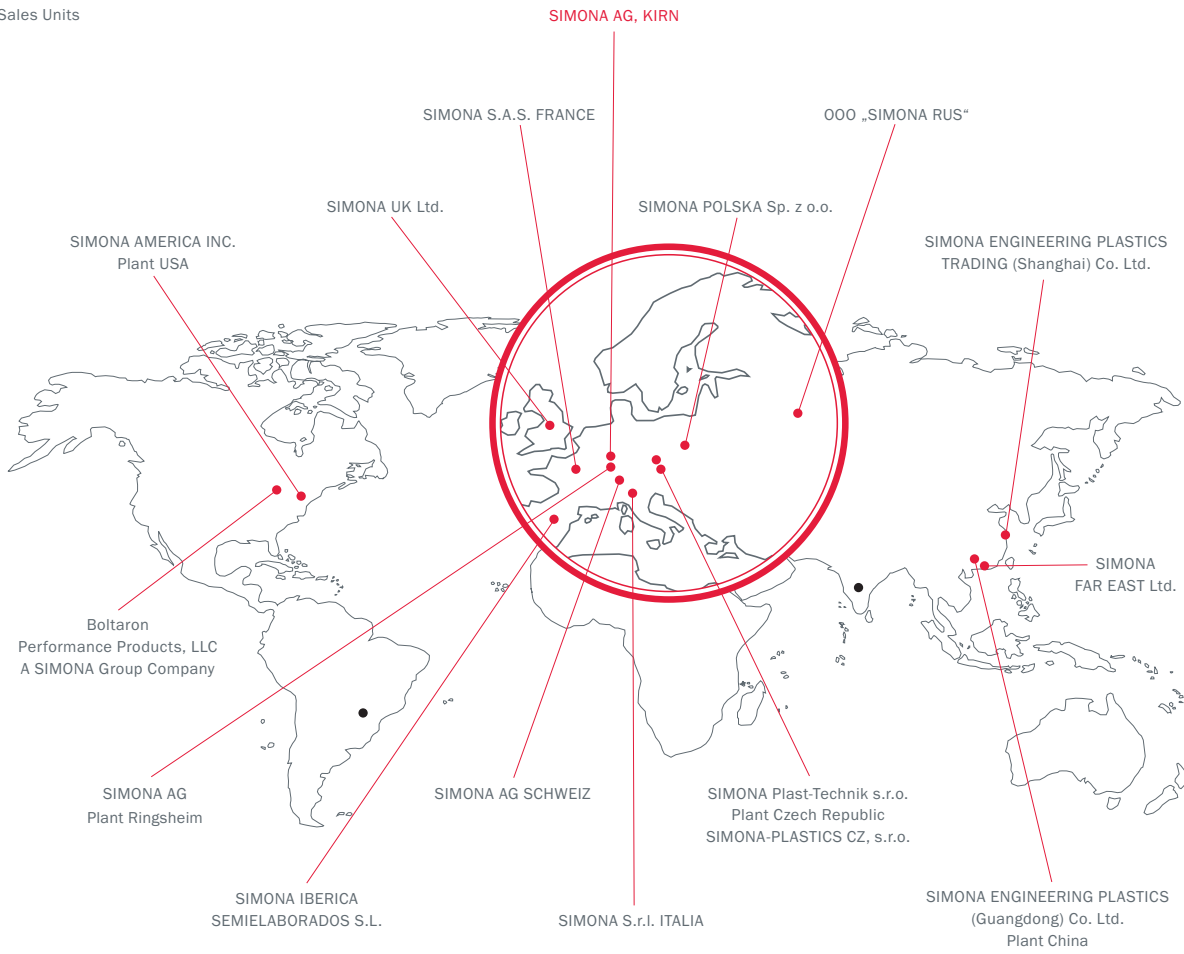 Sales Units
SIMONA AG, KIRN
SIMONA S.A.S. FRANCE
OOO „SIMONA RUS“
SIMONA UK Ltd.
SIMONA POLSKA Sp. z o.o.
SIMONA AMERICA INC.
Plant USA
SIMONA ENGINEERING PLASTICS
TRADING (Shanghai) Co. Ltd.
SIMONA
FAR EAST Ltd.
Boltaron
Performance Products, LLC
A SIMONA Group Company
SIMONA AG
Plant Ringsheim
SIMONA AG SCHWEIZ
SIMONA Plast-Technik s.r.o.
Plant Czech Republic
SIMONA-PLASTICS CZ, s.r.o.
SIMONA IBERICA
SEMIELABORADOS S.L.
SIMONA S.r.l. ITALIA
SIMONA ENGINEERING PLASTICS
(Guangdong) Co. Ltd.
Plant China